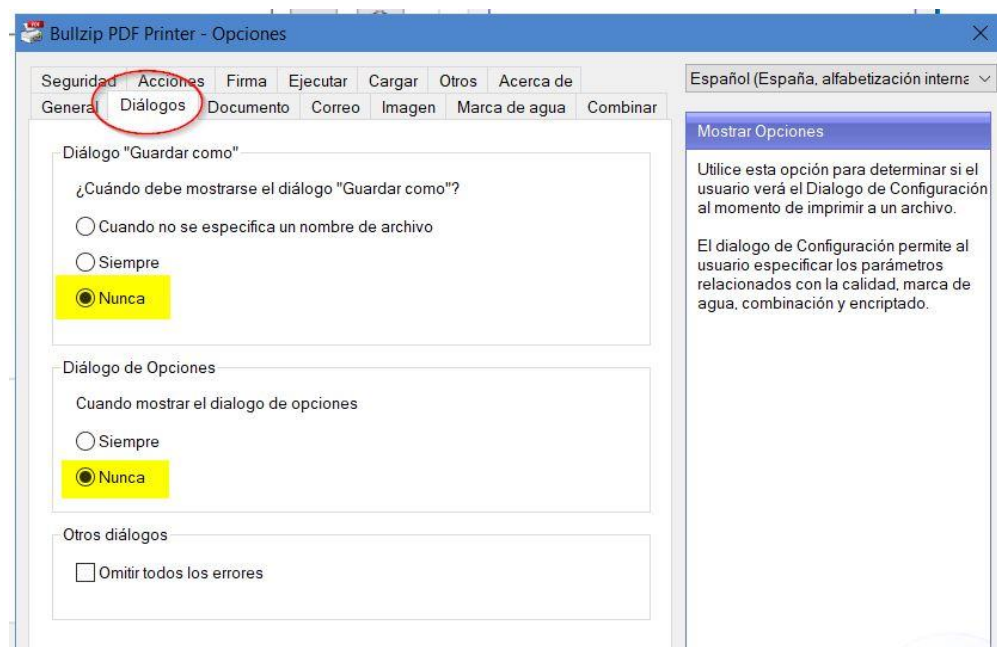 Bullzip PDF Printer - Opciones
Seguridad Acciones Firma Ejecutar Cargar Otros Acerca de
General Diálogos Documento Correo Imagen Marca de agua Combinar
Diálogo "Guardar como"
¿Cuándo debe mostrarse el diálogo "Guardar como"?
Cuando no se especifica un nombre de archivo
Siempre
Nunca
Diálogo de Opciones
Cuando mostrar el dialogo de opciones
Siempre
Nunca
Otros diálogos
Omitir todos los errores
Español (España, alfabetización interna
Mostrar Opciones
Utilice esta opción para determinar si el
usuario verá el Dialogo de Configuración
al momento de imprimir a un archivo.
El dialogo de Configuración permite al
usuario especificar los parámetros
relacionados con la calidad, marca de
agua, combinación y encriptado.